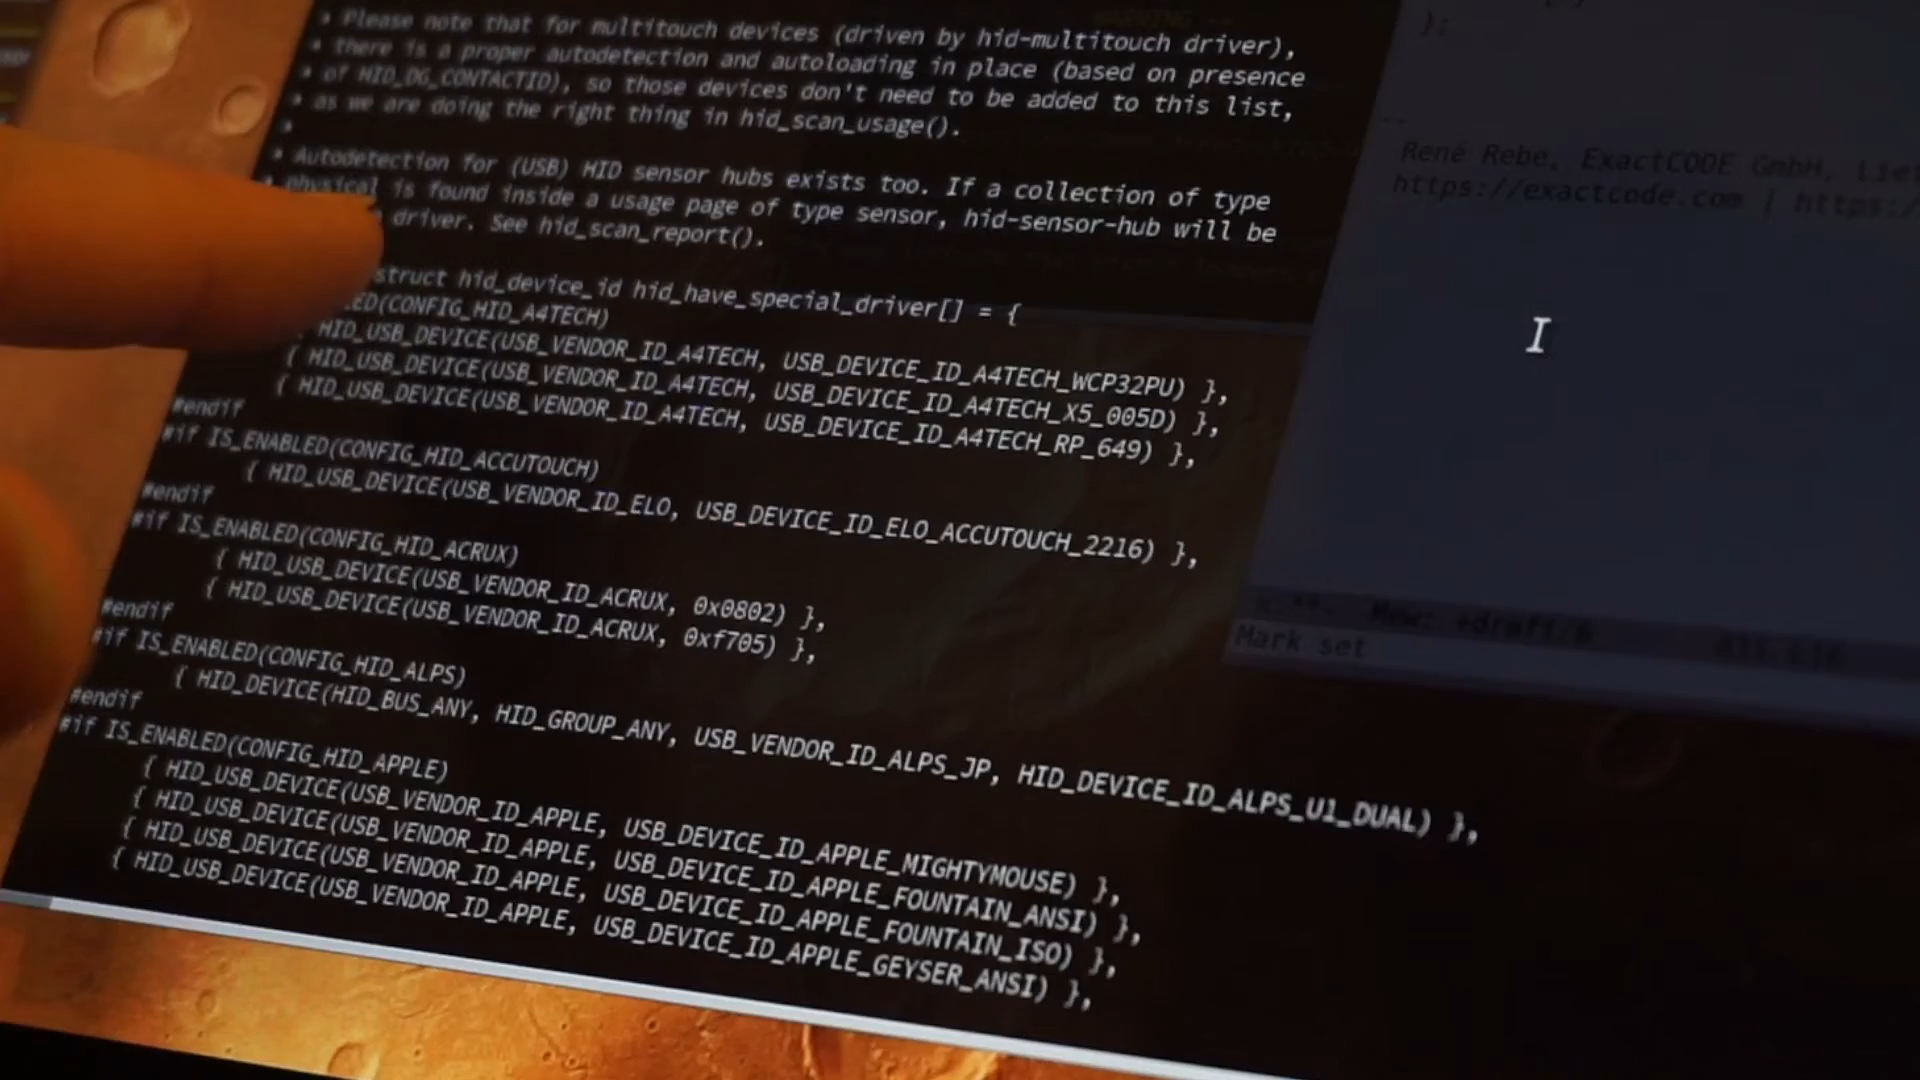 * Please note that for multitouch devices (driven by hid-multitouch driver),
* there is a proper autodetection and autoloading in place (based on presence
* of HID_DG_CONTACTID), so those devices don't need to be added to this list,
* as we are doing the right thing in hid_scan_usage().
*
* Autodetection for (USB) HID sensor hubs exists too. If a collection of type
* physical is found inside a usage page of type sensor, hid-sensor-hub will be
driver. See hid_scan_report().
struct hid_device_id hid_have_special_driver[] = {
LED(CONFIG_HID_A4TECH)
{ HID_USB_DEVICE(USB_VENDOR_ID_A4TECH, USB_DEVICE_ID_A4TECH_WCP32PU) },
{ HID_USB_DEVICE(USB_VENDOR_ID_A4TECH, USB_DEVICE_ID_A4TECH_X5_005D) },
{ HID_USB_DEVICE(USB_VENDOR_ID_A4TECH, USB_DEVICE_ID_A4TECH_RP_649) },
#endif
#if IS_ENABLED(CONFIG_HID_ACCUTOUCH)
{ HID_USB_DEVICE(USB_VENDOR_ID_ELO, USB_DEVICE_ID_ELO_ACCUTOUCH_2216) },
#endif
#if IS_ENABLED(CONFIG_HID_ACRUX)
{ HID_USB_DEVICE(USB_VENDOR_ID_ACRUX, 0x0802) },
{ HID_USB_DEVICE(USB_VENDOR_ID_ACRUX, 0xf705) },
#endif
#if IS_ENABLED(CONFIG_HID_ALPS)
{ HID_DEVICE(HID_BUS_ANY, HID_GROUP_ANY, USB_VENDOR_ID_ALPS_JP, HID_DEVICE_ID_ALPS_U1_DUAL) },
#endif
#if IS_ENABLED(CONFIG_HID_APPLE)
{ HID_USB_DEVICE(USB_VENDOR_ID_APPLE, USB_DEVICE_ID_APPLE_MIGHTYMOUSE) },
{ HID_USB_DEVICE(USB_VENDOR_ID_APPLE, USB_DEVICE_ID_APPLE_FOUNTAIN_ANSI) },
{ HID_USB_DEVICE(USB_VENDOR_ID_APPLE, USB_DEVICE_ID_APPLE_FOUNTAIN_ISO) },
{ HID_USB_DEVICE(USB_VENDOR_ID_APPLE, USB_DEVICE_ID_APPLE_GEYSER_ANSI) },
};
--
René Rebe, ExactCODE GmbH,
https://exactcode.com | https:/
Mew: +draft/6
Mark set